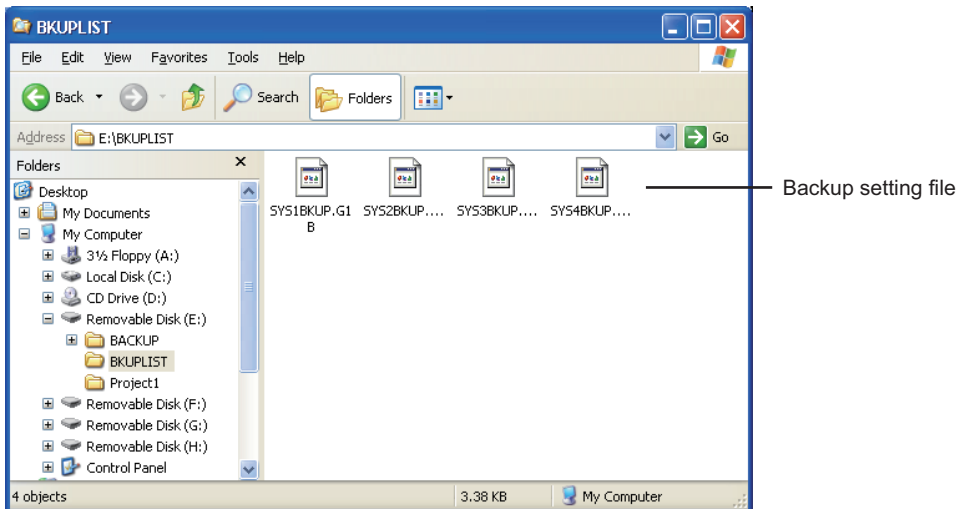 BKUPLIST
File Edit View Favorites Tools Help
Back Search Folders
Address E:\BKUPLIST Go
Folders
Desktop
My Documents
My Computer
3½ Floppy (A:)
Local Disk (C:)
CD Drive (D:)
Removable Disk (E:)
BACKUP
BKUPLIST
Project1
Removable Disk (F:)
Removable Disk (G:)
Removable Disk (H:)
Control Panel
SYS1BKUP.G1 SYS2BKUP.... SYS3BKUP.... SYS4BKUP....
B
Backup setting file
4 objects 3.38 KB My Computer